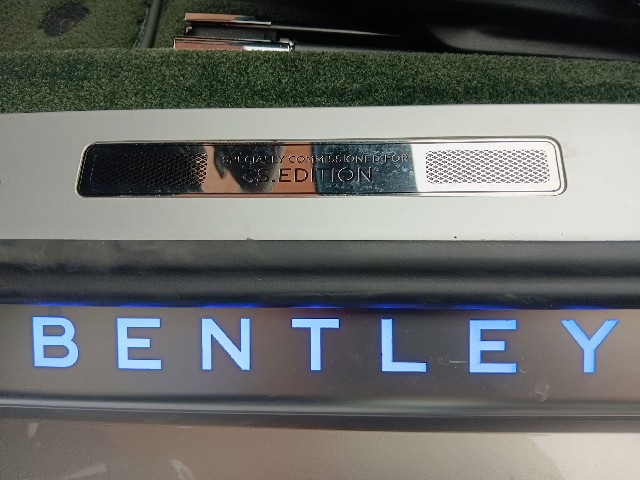 SPECIALLY COMMISSIONED FOR
CS.EDITION
BENTLEY